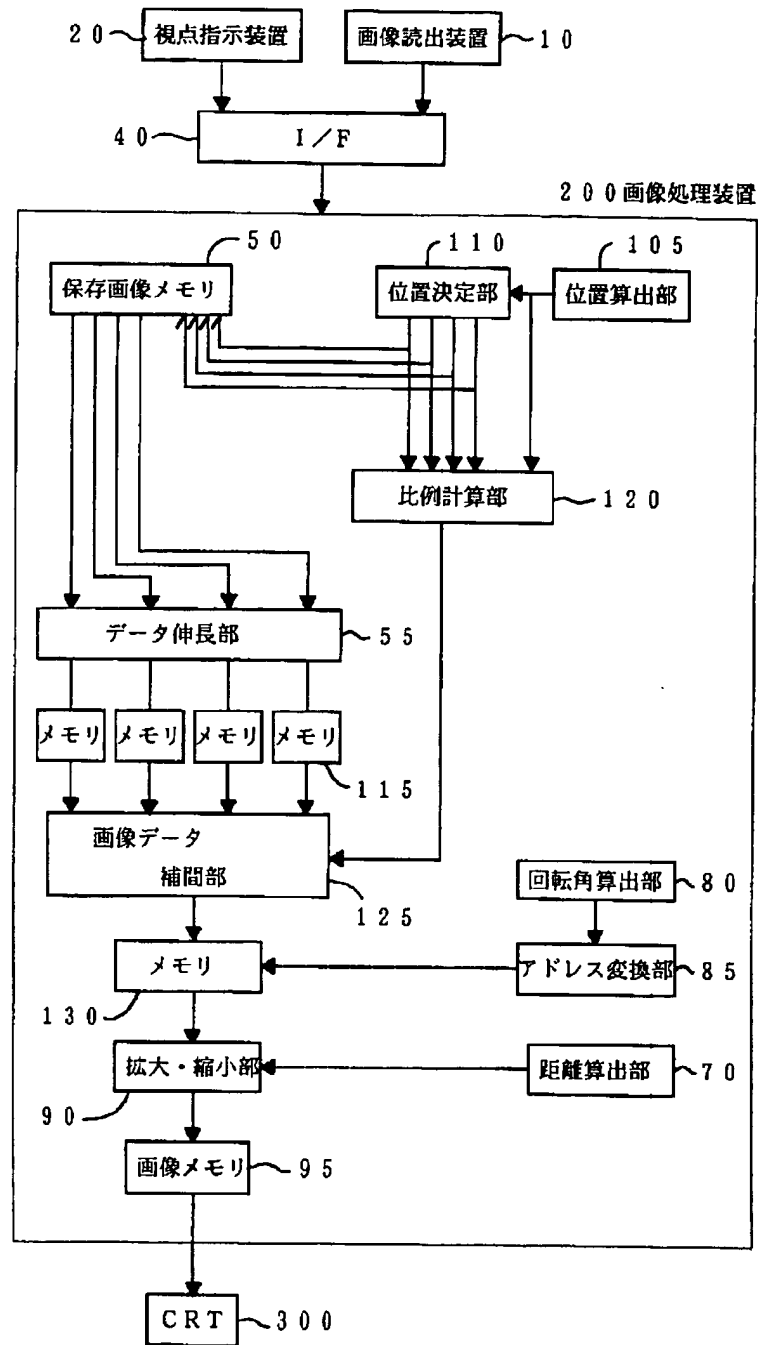 20 視点指示装置 画像読出装置 10
40 I/F
200画像処理装置
50 110 105
保存画像メモリ 位置決定部 位置算出部
比例計算部 120
データ伸長部 55
メモリ メモリ メモリ メモリ
115
画像データ
補間部
125
回転角算出部 80
メモリ アドレス変換部 85
130
拡大・縮小部 距離算出部 70
90
画像メモリ 95
CRT 300